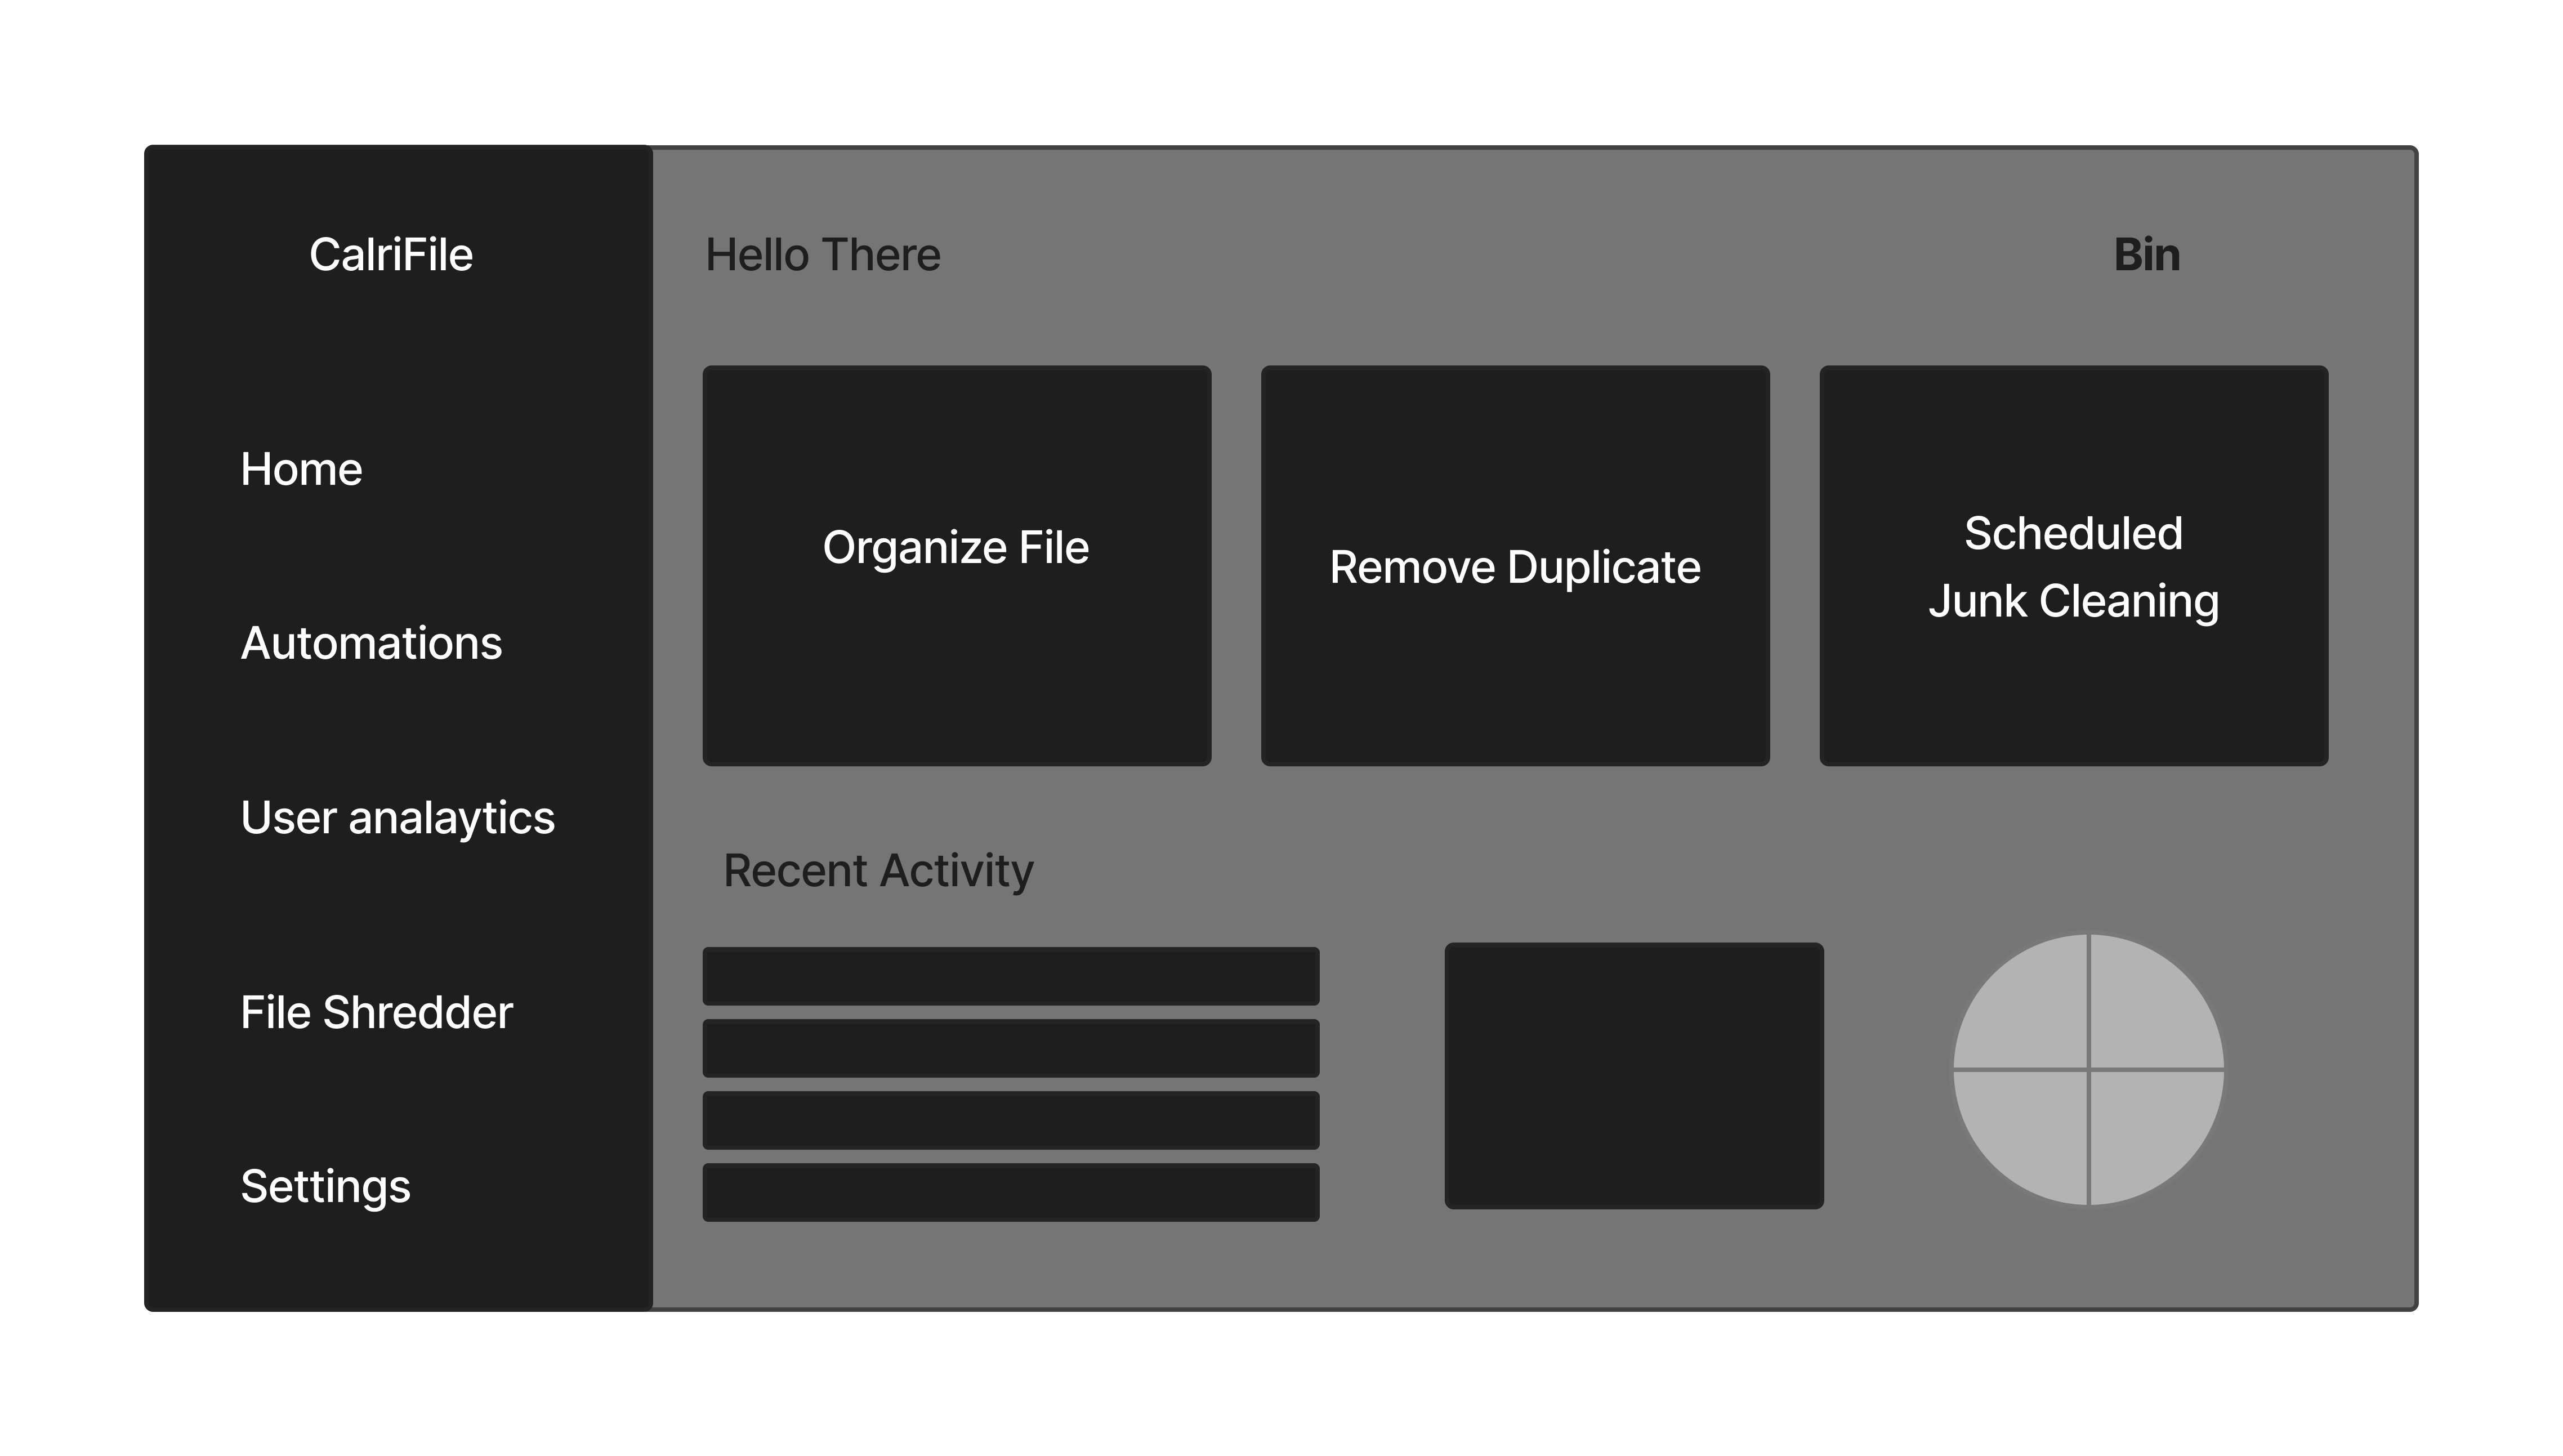 CalriFile
Home
Automations
User analaytics
File Shredder
Settings
Hello There
Bin
Organize File
Remove Duplicate
Scheduled
Junk Cleaning
Recent Activity